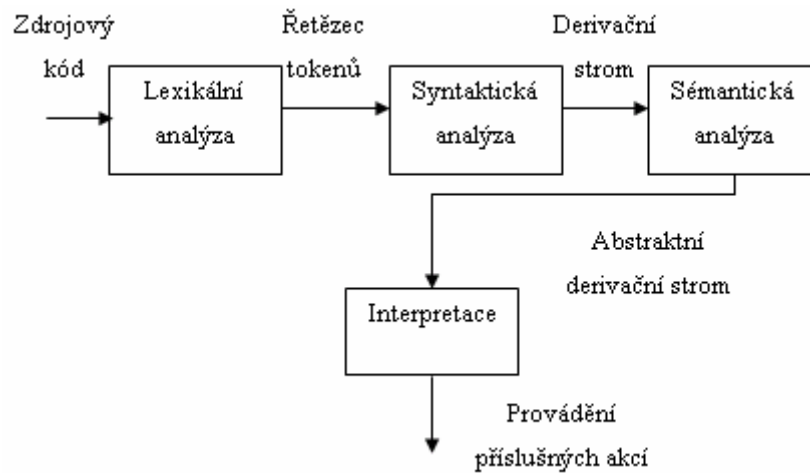 Zdrojový
kód
Řetězec
tokenů
Derivační
strom
Lexikální
analýza
Syntaktická
analýza
Sémantická
analýza
Abstraktní
derivační strom
Interpretace
Provádění
příslušných akcí